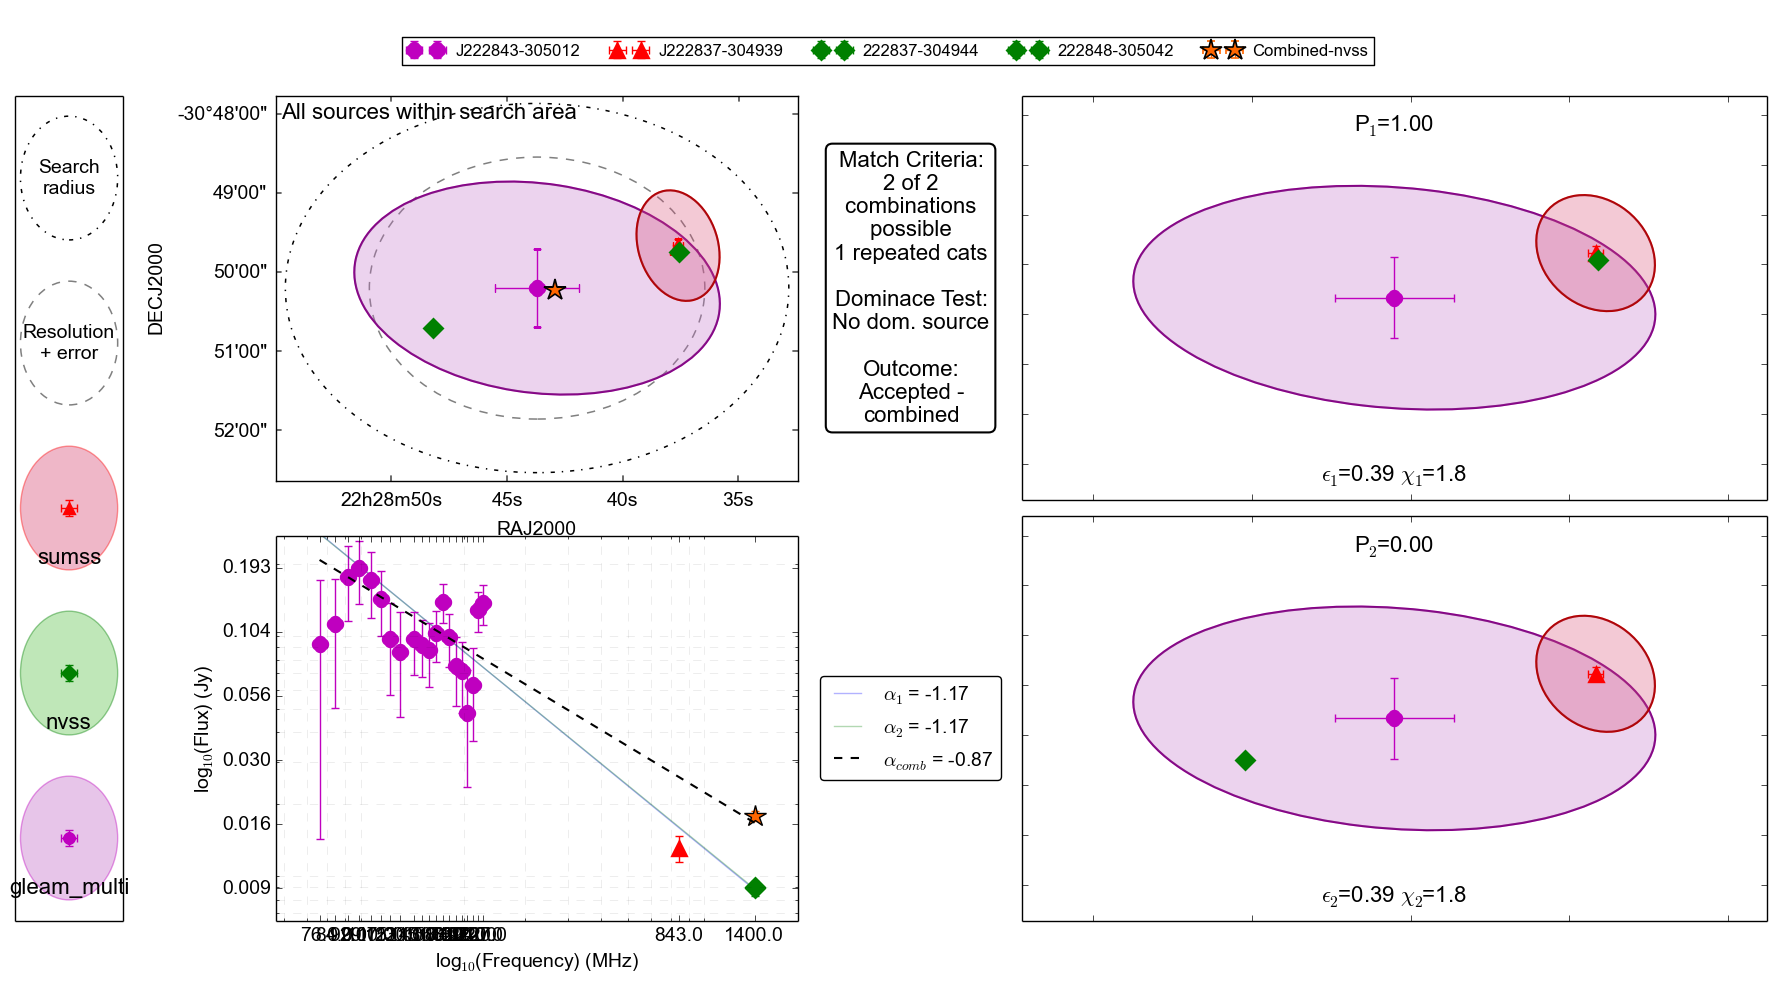 J222843-305012 J222837-304939 222837-304944 222848-305042 Combined-nvss
Search
radius
Resolution
+ error
sumss
nvss
gleam_multi
All sources within search area
-30°48'00"
49'00"
50'00"
51'00"
52'00"
DECJ2000
22h28m50s 45s 40s 35s
RAJ2000
Match Criteria:
2 of 2
combinations
possible
1 repeated cats
Dominace Test:
No dom. source
Outcome:
Accepted -
combined
P1=1.00
ϵ1=0.39 χ1=1.8
P2=0.00
ϵ2=0.39 χ2=1.8
0.193
0.104
0.056
0.030
0.016
0.009
log10(Flux) (Jy)
843.0 1400.0
log10(Frequency) (MHz)
α1 = -1.17
α2 = -1.17
αcomb = -0.87